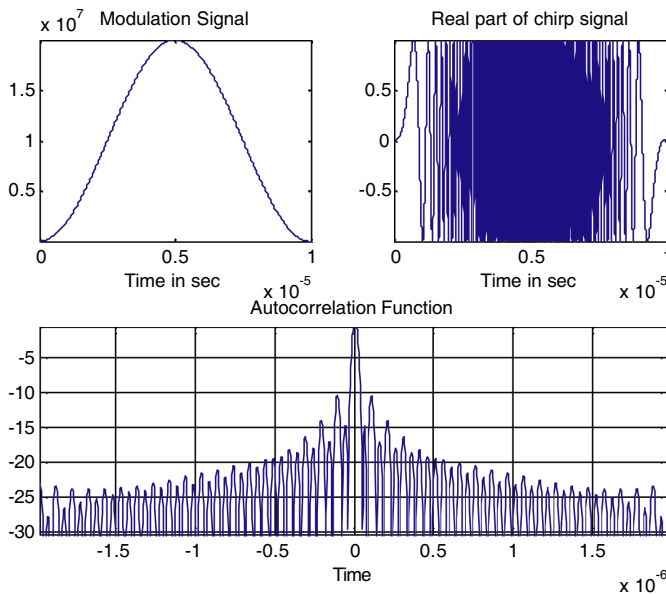 Modulation Signal
x 10^7
1.5
1.0
0.5
0
0
0.5
1
Time in sec
x 10^-5
Real part of chirp signal
0.5
0
-0.5
0
0.5
1
Time in sec
x 10^-5
Autocorrelation Function
-5
-10
-15
-20
-25
-30
-1.5
-1
-0.5
0
0.5
1
1.5
Time
x 10^-6